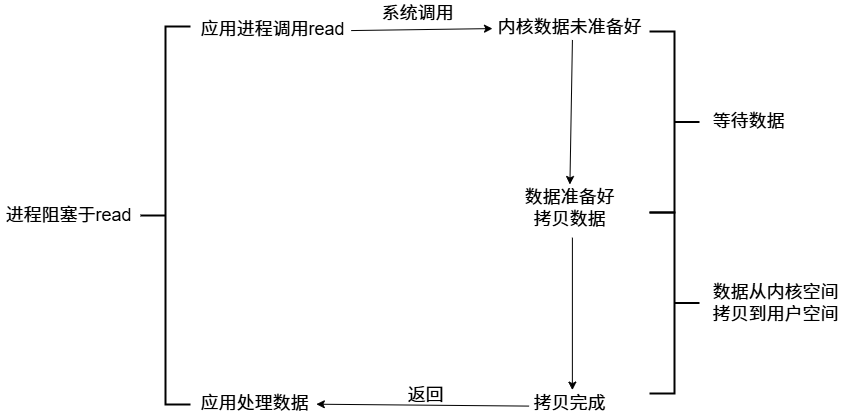 系统调用
应用进程调用read
内核数据未准备好
等待数据
数据准备好
拷贝数据
进程阻塞于read
数据从内核空间
拷贝到用户空间
返回
应用处理数据
拷贝完成